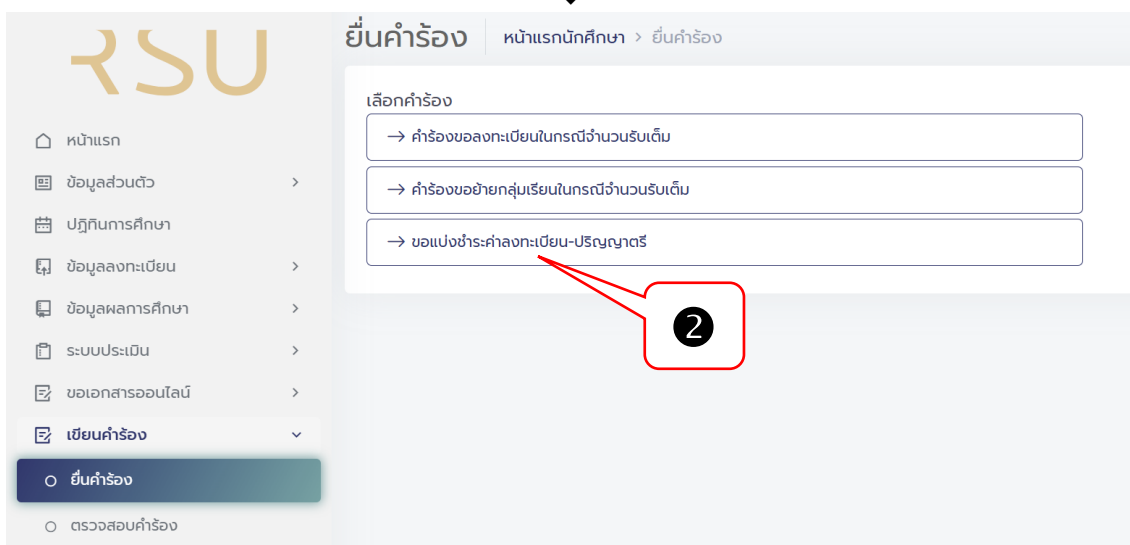 RSU
หน้าแรก
ข้อมูลส่วนตัว
ปฏิทินการศึกษา
ข้อมูลลงทะเบียน
ข้อมูลผลการศึกษา
ระบบประเมิน
ขอเอกสารออนไลน์
เขียนคำร้อง
ยื่นคำร้อง
ตรวจสอบคำร้อง
ยื่นคำร้อง หน้าแรกนักศึกษา > ยื่นคำร้อง
เลือกคำร้อง
→ คำร้องขอลงทะเบียนในกรณีจำนวนรับเต็ม
→ คำร้องขอย้ายกลุ่มเรียนในกรณีจำนวนรับเต็ม
→ ขอแบ่งชำระค่าลงทะเบียน-ปริญญาตรี
❷